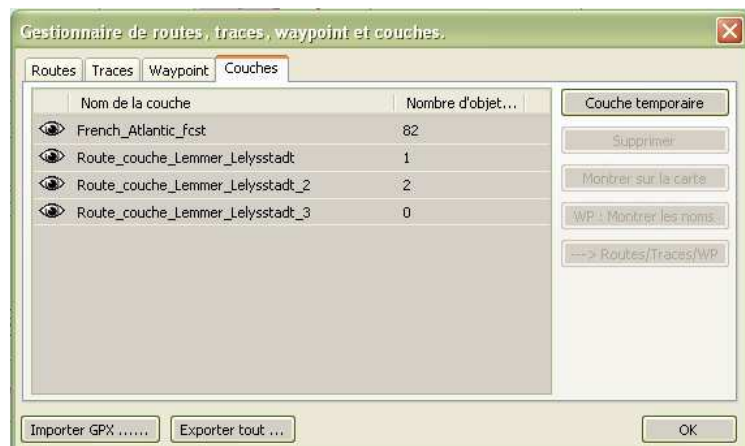 Gestionnaire de routes, traces, waypoint et couches.
Routes Traces Waypoint Couches
Nom de la couche Nombre d'objet...
French_Atlantic_fcst 82
Route_couche_Lemmer_Lelysstadt 1
Route_couche_Lemmer_Lelysstadt_2 2
Route_couche_Lemmer_Lelysstadt_3 0
Couche temporaire
Supprimer
Montrer sur la carte
WP : Montrer les noms
---> Routes/Traces/WP
Importer GPX ...... Exporter tout ... OK